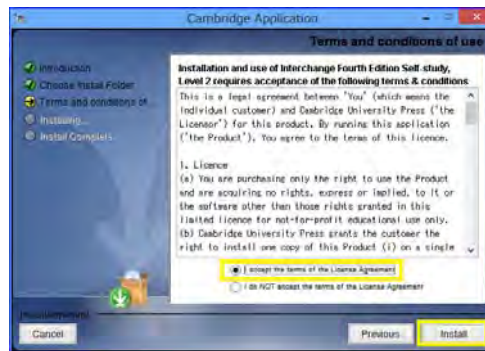 Cambridge Application
Terms and conditions of use
Introduction
Choose Install Folder
Terms and conditions of...
Installing...
Install Complete
Installation and use of Interchange Fourth Edition Self-study,
Level 2 requires acceptance of the following terms & conditions
This is a legal agreement between 'You' (which means the
individual customer) and Cambridge University Press ('the
Licensor') for this product. By running this application
('the Product'), You agree to the terms of this licence.
1. Licence
(a) You are purchasing only the right to use the Product
and are acquiring no rights, express or implied, to it or
the software other than those rights granted in this
limited licence for not-for-profit educational use only.
(b) Cambridge University Press grants the customer the
right to install one copy of this Product (i) on a single
I accept the terms of the License Agreement
I do NOT accept the terms of the License Agreement
Cancel
Previous
Install